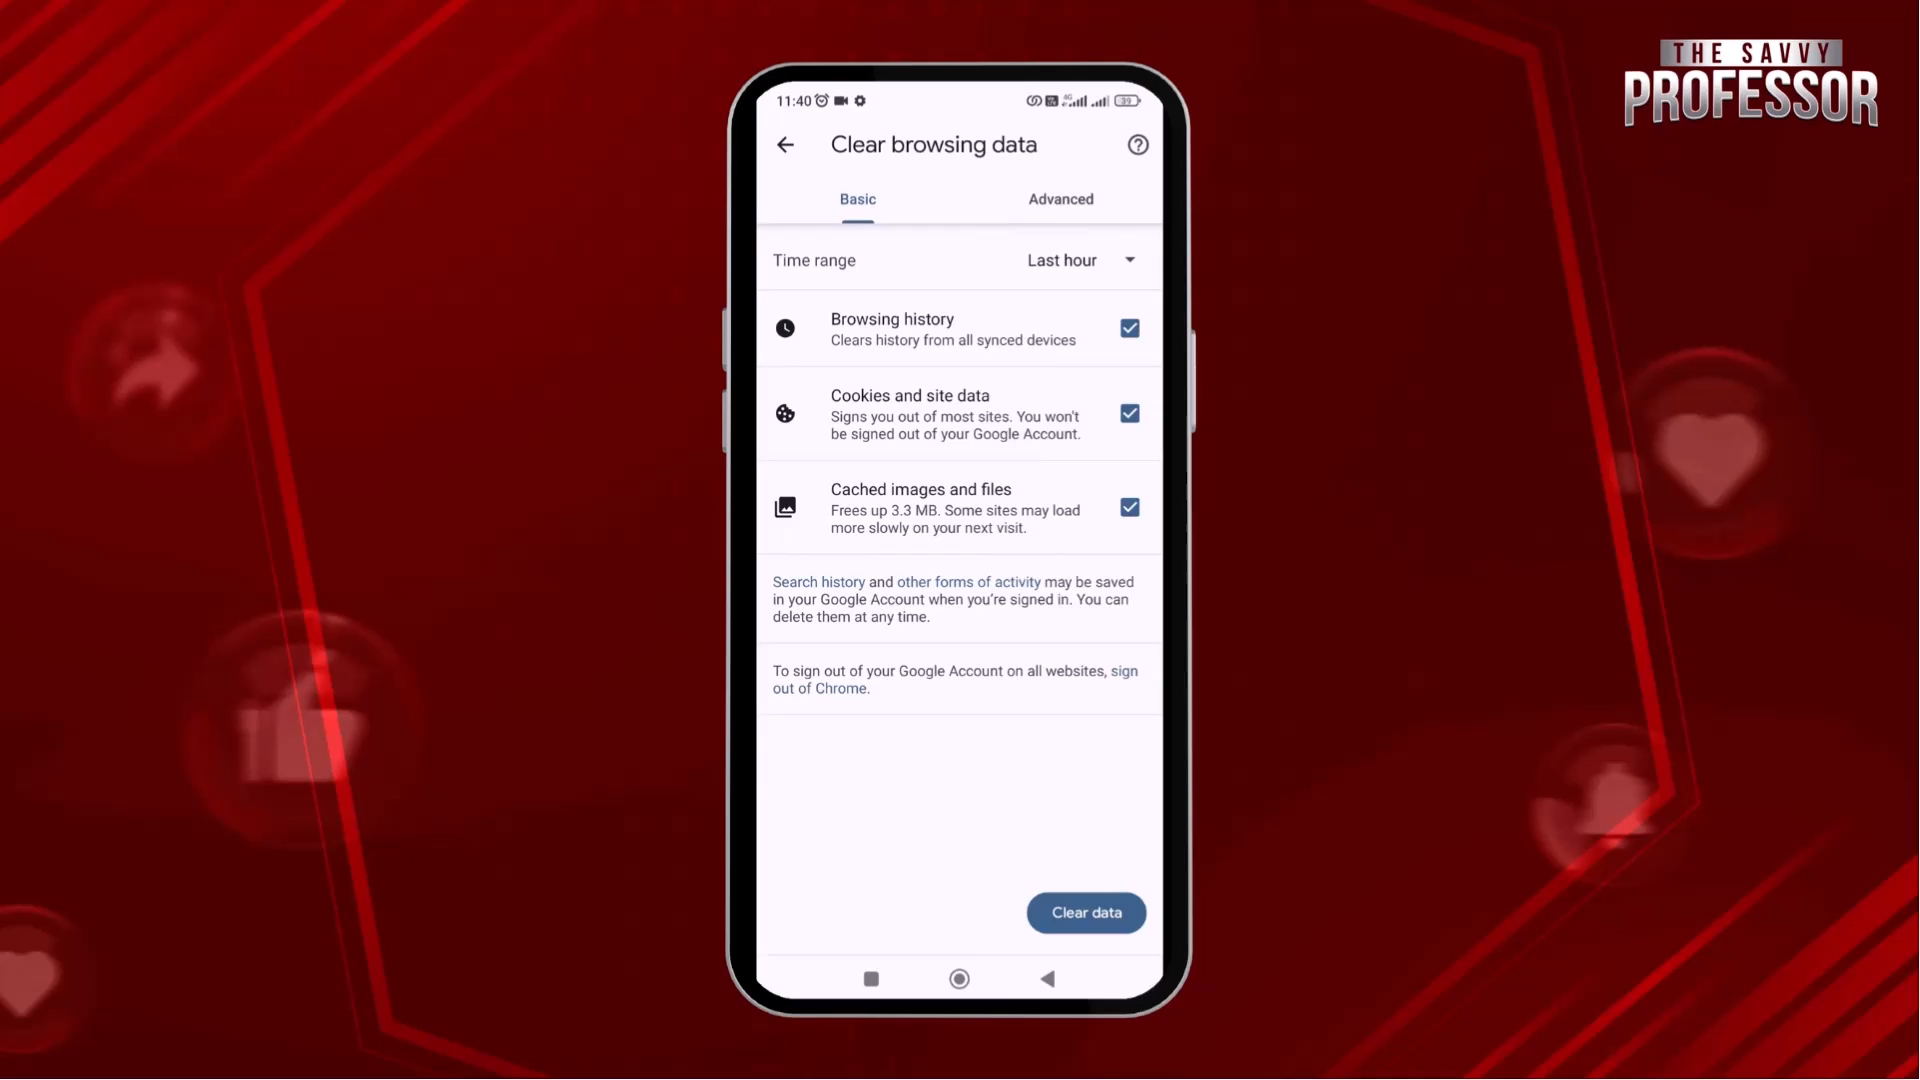 THE SAVVY
PROFESSOR
11:40
4G
39
Clear browsing data
Basic
Advanced
Time range
Last hour
Browsing history
Clears history from all synced devices
Cookies and site data
Signs you out of most sites. You won't
be signed out of your Google Account.
Cached images and files
Frees up 3.3 MB. Some sites may load
more slowly on your next visit.
Search history and other forms of activity may be saved
in your Google Account when you're signed in. You can
delete them at any time.
To sign out of your Google Account on all websites, sign
out of Chrome.
Clear data